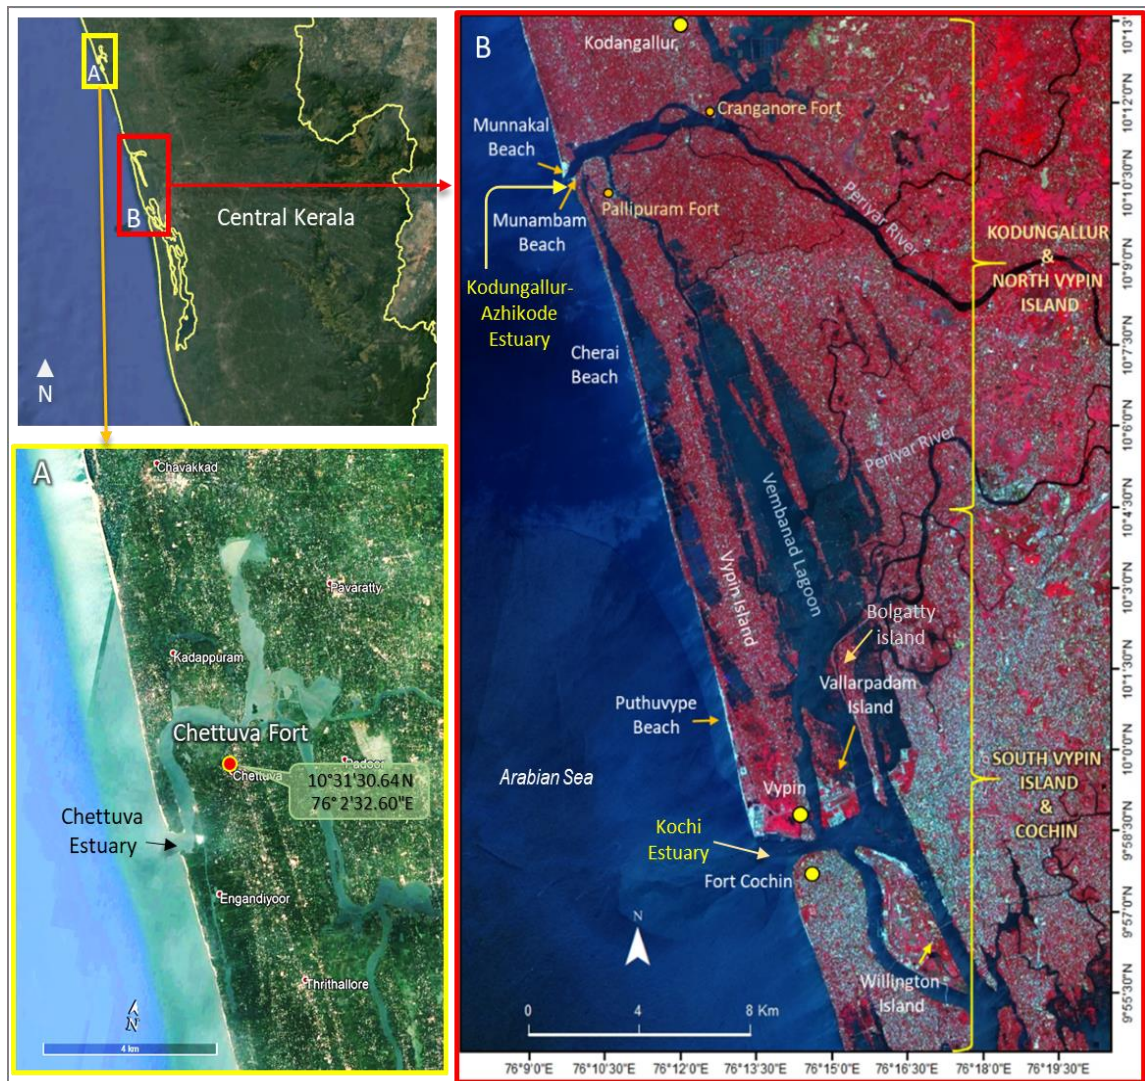 A
B
Central Kerala
N
A
Chavakkad
Pavaratty
Kadappuram
Chettuva Fort
Padoor
Chettuva
10°31'30.64 N
76° 2'32.60"E
Chettuva
Estuary
Engandiyoor
Thrithallore
N
4 km
B
Kodangallur
Cranganore Fort
Munnakal
Beach
Pallipuram Fort
Munambam
Beach
Periyar River
KODUNGALLUR
&
NORTH VYPIN
ISLAND
Kodungallur-
Azhikode
Estuary
Cherai
Beach
Periyar River
Vembanad Lagoon
Vypin Island
Bolgatty
island
Vallarpadam
Island
Puthuvype
Beach
Arabian Sea
Vypin
SOUTH VYPIN
ISLAND
&
COCHIN
Kochi
Estuary
Fort Cochin
N
Willington
Island
0 4 8 Km
10°13'
10°12'0"N
10°10'30"N
10°9'0"N
10°7'30"N
10°6'0"N
10°4'30"N
10°3'0"N
10°1'30"N
10°0'0"N
9°58'30"N
9°57'0"N
9°55'30"N
76°9'0"E 76°10'30"E 76°12'0"E 76°13'30"E 76°15'0"E 76°16'30"E 76°18'0"E 76°19'30"E